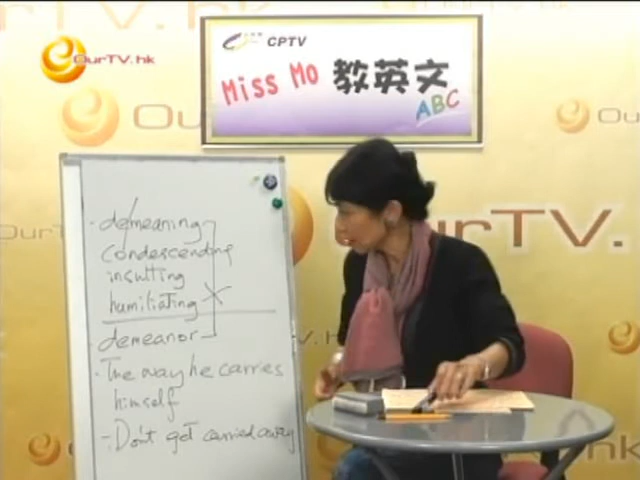 OurTV.hk
CPTV
Miss Mo 教英文
ABC
OurTV.
· demeaning
condescending
insulting
humiliating
demeanor
· The way he carries
himself
- Don't get carried away